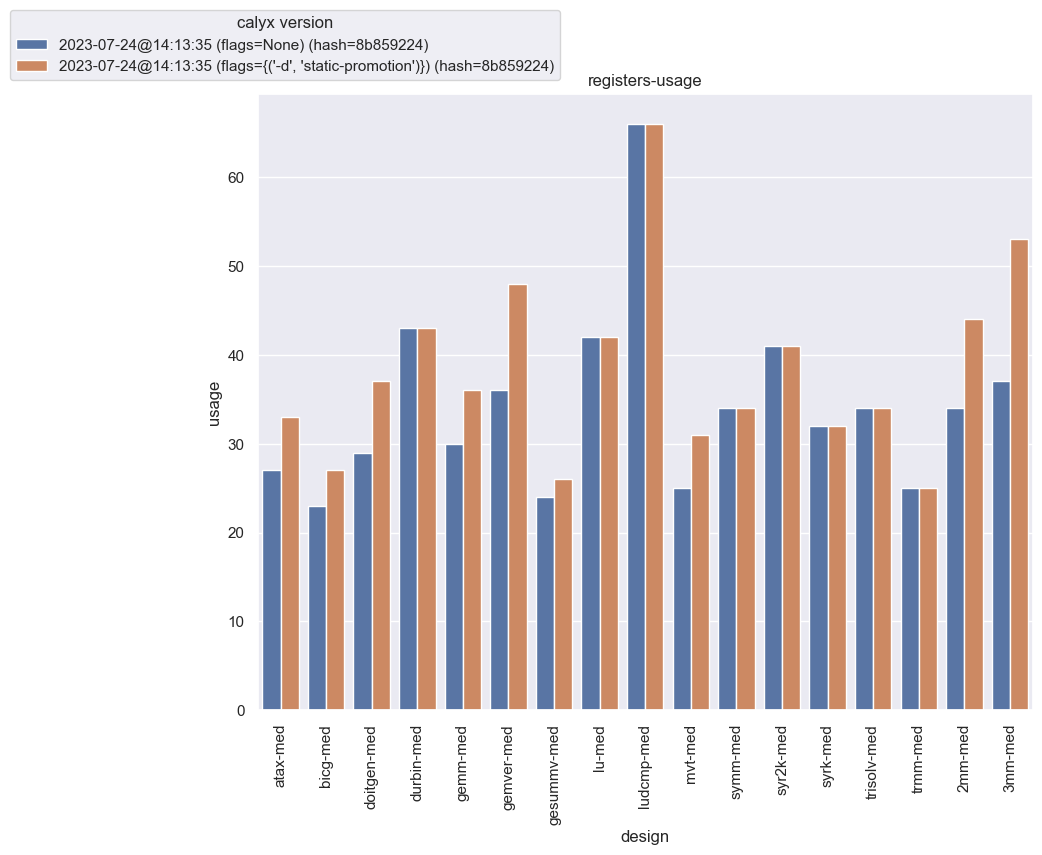 calyx version
2023-07-24@14:13:35 (flags=None) (hash=8b859224)
2023-07-24@14:13:35 (flags={('-d', 'static-promotion')}) (hash=8b859224)
registers-usage
60
50
40
30
20
10
0
usage
atax-med
bicg-med
doitgen-med
durbin-med
gemm-med
gemver-med
gesummv-med
lu-med
ludcmp-med
mvt-med
symm-med
syr2k-med
syrk-med
trisolv-med
trmm-med
2mm-med
3mm-med
design